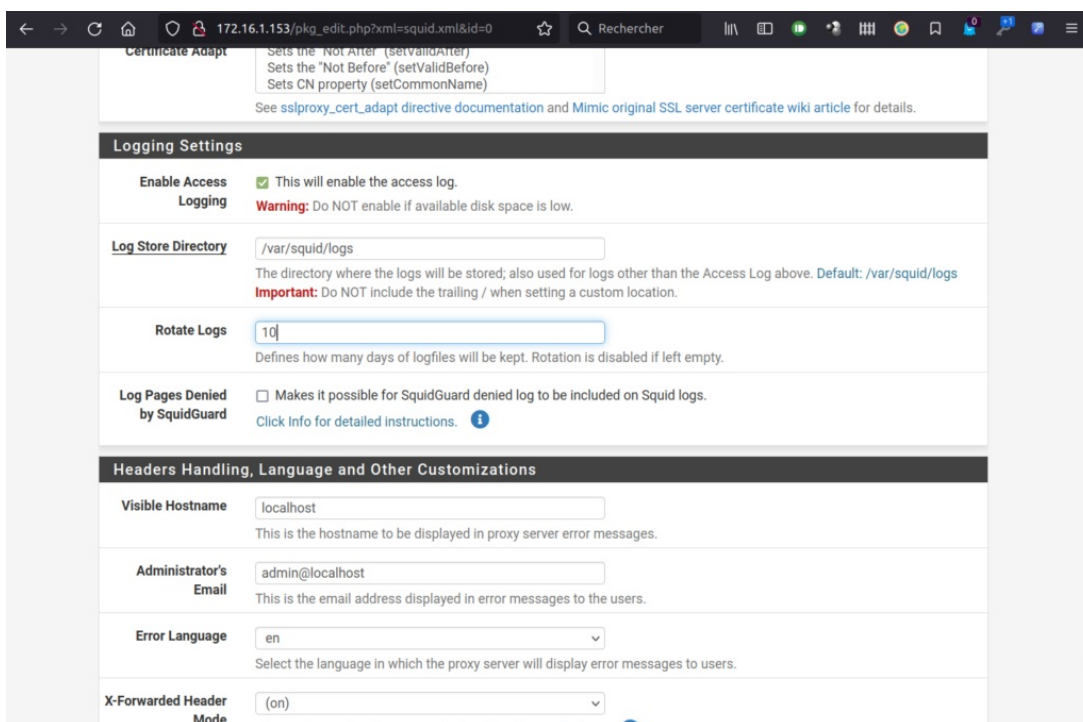 172.16.1.153/pkg_edit.php?xml=squid.xml&id=0
Rechercher
0
+1
Certificate Adapt
Sets the "Not After" (setValidAfter)
Sets the "Not Before" (setValidBefore)
Sets CN property (setCommonName)
See sslproxy_cert_adapt directive documentation and Mimic original SSL server certificate wiki article for details.
Logging Settings
Enable Access Logging
This will enable the access log.
Warning: Do NOT enable if available disk space is low.
Log Store Directory
/var/squid/logs
The directory where the logs will be stored; also used for logs other than the Access Log above. Default: /var/squid/logs
Important: Do NOT include the trailing / when setting a custom location.
Rotate Logs
10
Defines how many days of logfiles will be kept. Rotation is disabled if left empty.
Log Pages Denied by SquidGuard
Makes it possible for SquidGuard denied log to be included on Squid logs.
Click Info for detailed instructions.
Headers Handling, Language and Other Customizations
Visible Hostname
localhost
This is the hostname to be displayed in proxy server error messages.
Administrator's Email
admin@localhost
This is the email address displayed in error messages to the users.
Error Language
en
Select the language in which the proxy server will display error messages to users.
X-Forwarded Header Mode
(on)